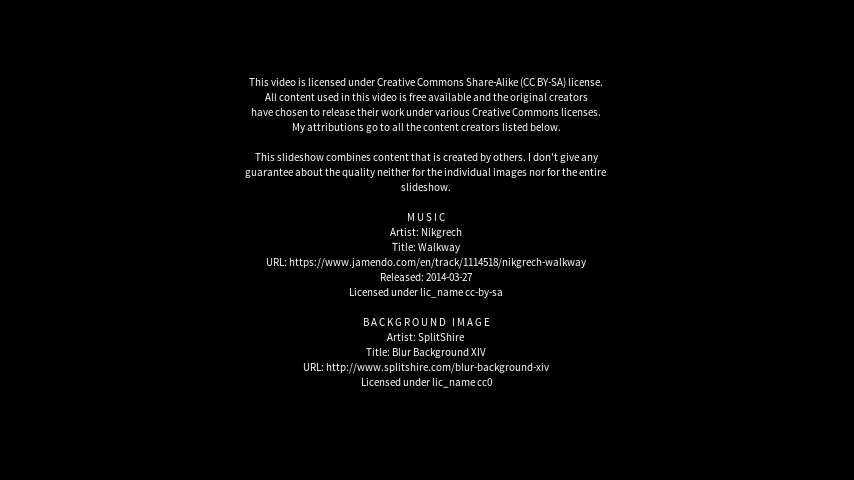 This video is licensed under Creative Commons Share-Alike (CC BY-SA) license.
All content used in this video is free available and the original creators
have chosen to release their work under various Creative Commons licenses.
My attributions go to all the content creators listed below.
This slideshow combines content that is created by others. I don't give any
guarantee about the quality neither for the individual images nor for the entire
slideshow.
M U S I C
Artist: Nikgrech
Title: Walkway
URL: https://www.jamendo.com/en/track/1114518/nikgrech-walkway
Released: 2014-03-27
Licensed under lic_name cc-by-sa
B A C K G R O U N D  I M A G E
Artist: SplitShire
Title: Blur Background XIV
URL: http://www.splitshire.com/blur-background-xiv
Licensed under lic_name cc0